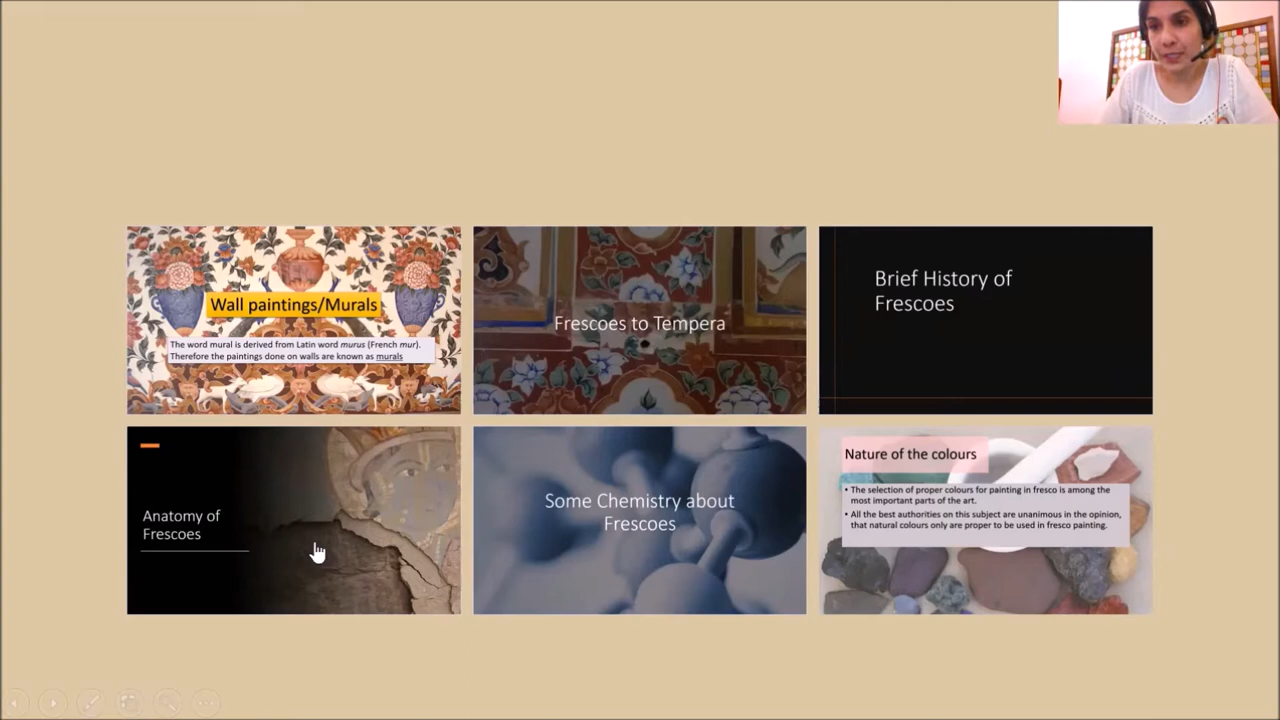 Wall paintings/Murals
The word mural is derived from Latin word murus (French mur).
Therefore the paintings done on walls are known as murals
Frescoes to Tempera
Brief History of
Frescoes
Anatomy of
Frescoes
Some Chemistry about
Frescoes
Nature of the colours
• The selection of proper colours for painting in fresco is among the
most important parts of the art.
• All the best authorities on this subject are unanimous in the opinion,
that natural colours only are proper to be used in fresco painting.